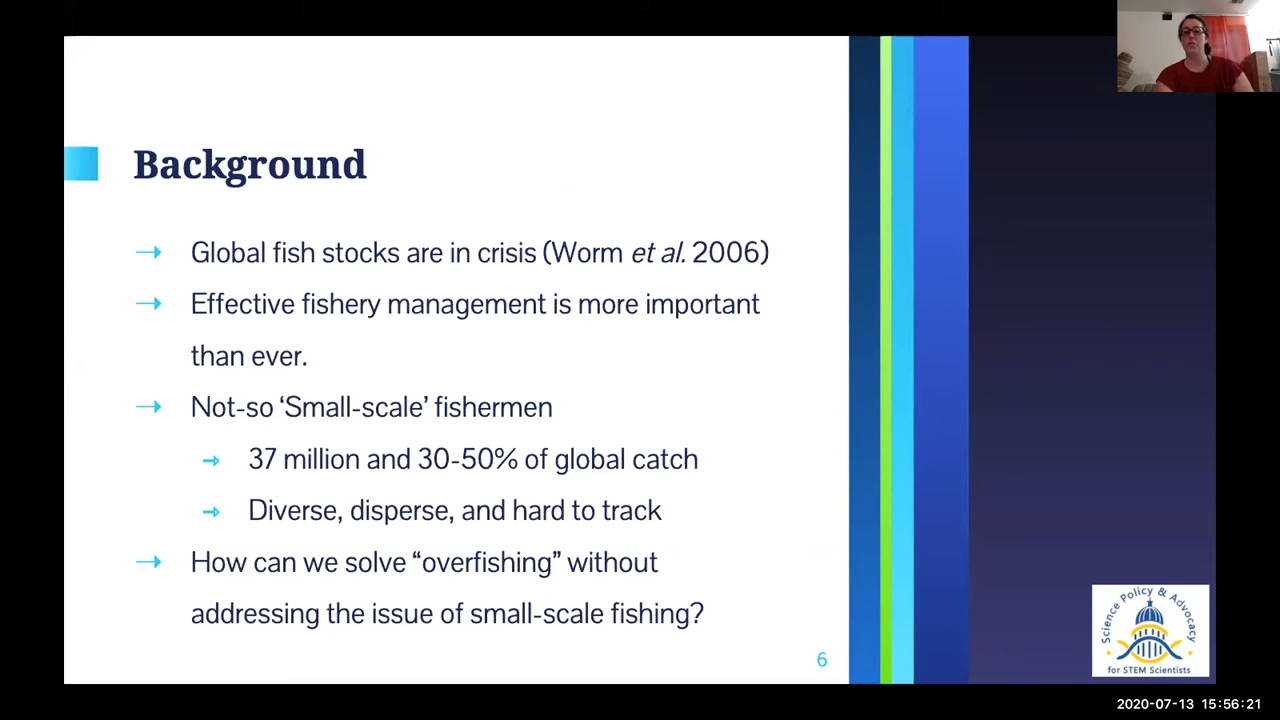 Background
→ Global fish stocks are in crisis (Worm et al. 2006)
→ Effective fishery management is more important
than ever.
→ Not-so ‘Small-scale’ fishermen
→ 37 million and 30-50% of global catch
→ Diverse, disperse, and hard to track
→ How can we solve “overfishing” without
addressing the issue of small-scale fishing?
6
Science Policy & Advocacy
for STEM Scientists
2020-07-13 15:56:21